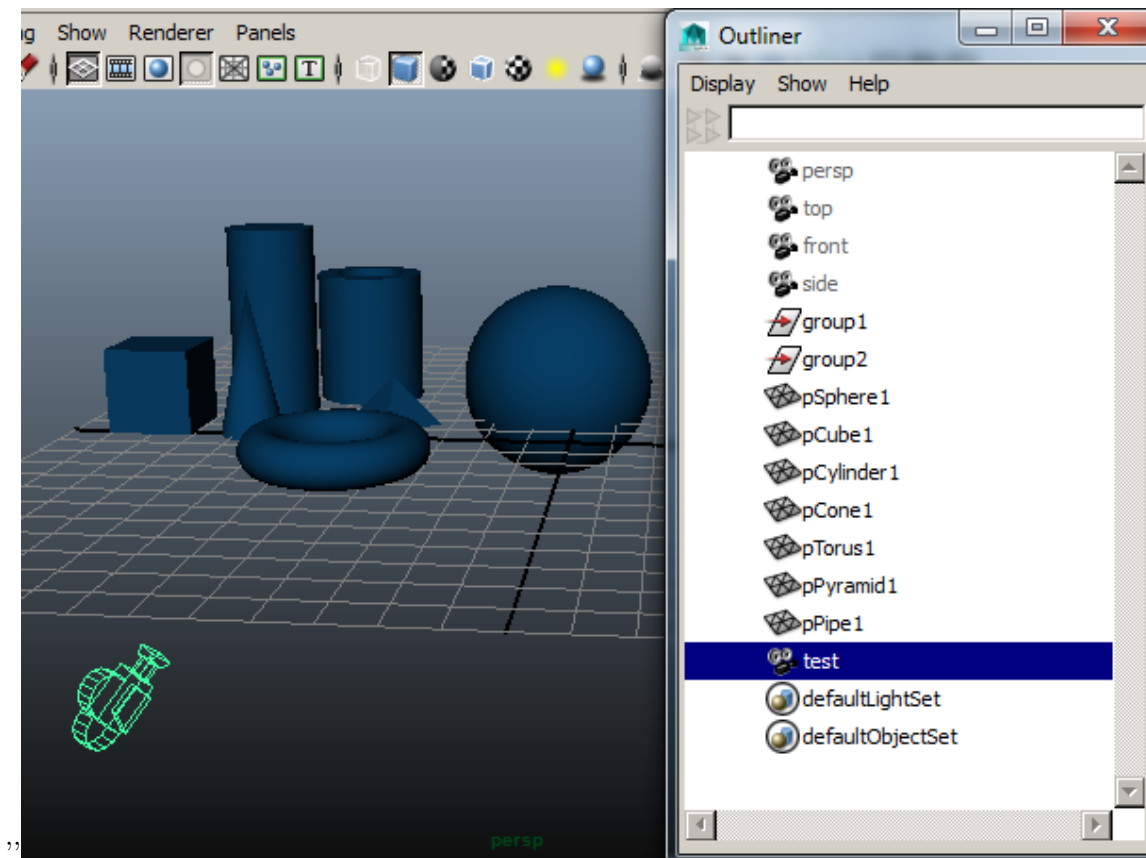 ng Show Renderer Panels
T
persp
Outliner
Display Show Help
persp
top
front
side
group1
group2
pSphere1
pCube1
pCylinder1
pCone1
pTorus1
pPyramid1
pPipe1
test
defaultLightSet
defaultObjectSet
,,